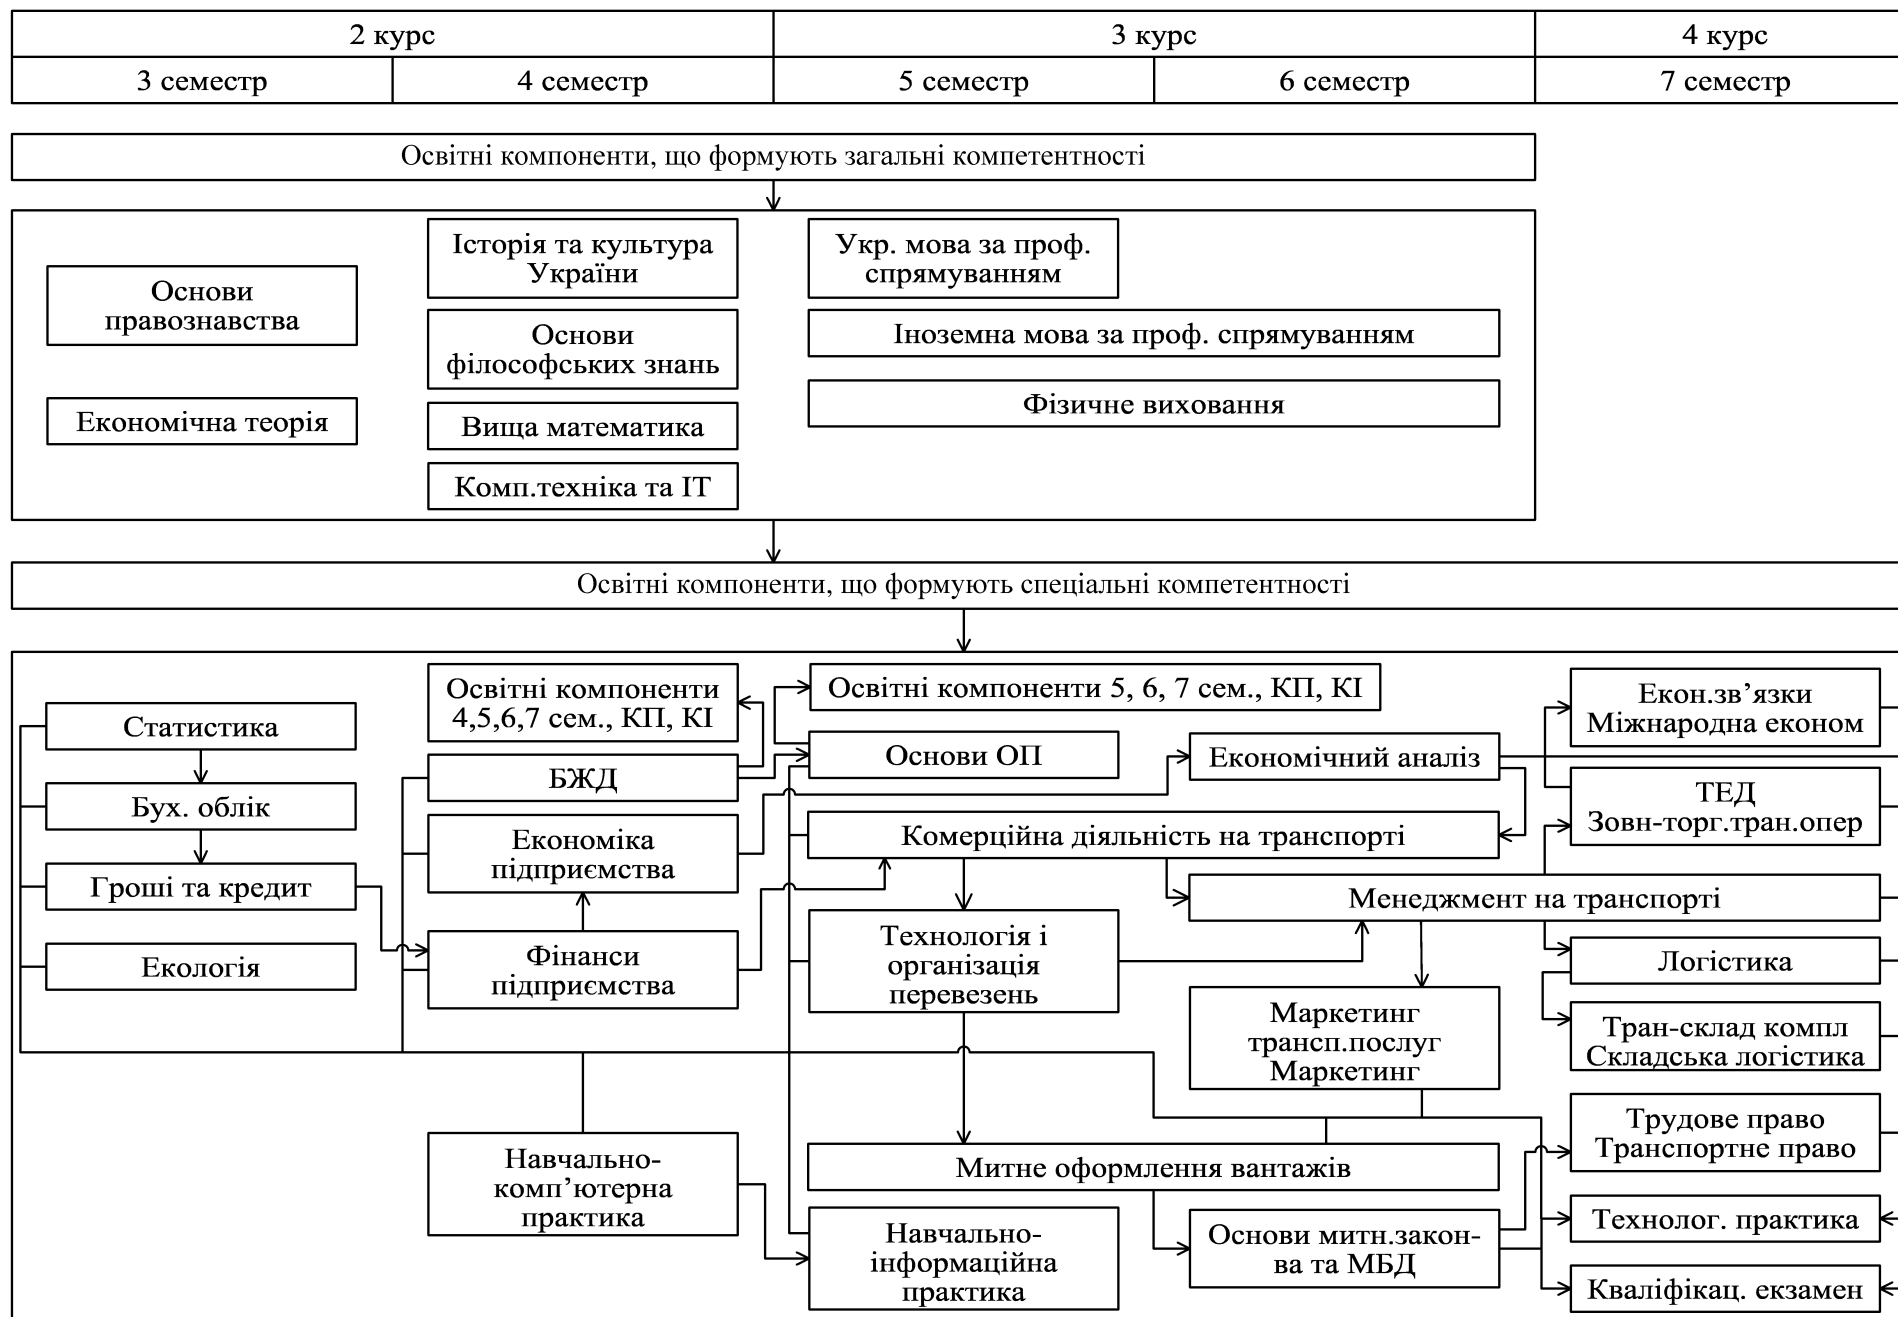 2 курс
3 курс
4 курс
3 семестр
4 семестр
5 семестр
6 семестр
7 семестр
Освітні компоненти, що формують загальні компетентності
Основи
правознавства
Економічна теорія
Історія та культура
України
Основи
філософських знань
Вища математика
Комп.техніка та ІТ
Укр. мова за проф.
спрямуванням
Іноземна мова за проф. спрямуванням
Фізичне виховання
Освітні компоненти, що формують спеціальні компетентності
Статистика
Бух. облік
Гроші та кредит
Екологія
Освітні компоненти
4,5,6,7 сем., КП, КІ
БЖД
Економіка
підприємства
Фінанси
підприємства
Навчально-
комп’ютерна
практика
Освітні компоненти 5, 6, 7 сем., КП, КІ
Основи ОП
Економічний аналіз
Комерційна діяльність на транспорті
Менеджмент на транспорті
Технологія і
організація
перевезень
Маркетинг
трансп.послуг
Маркетинг
Митне оформлення вантажів
Навчально-
інформаційна
практика
Основи митн.закон-
ва та МБД
Екон.зв’язки
Міжнародна економ
ТЕД
Зовн-торг.тран.опер
Логістика
Тран-склад компл
Складська логістика
Трудове право
Транспортне право
Технолог. практика
Кваліфікац. екзамен